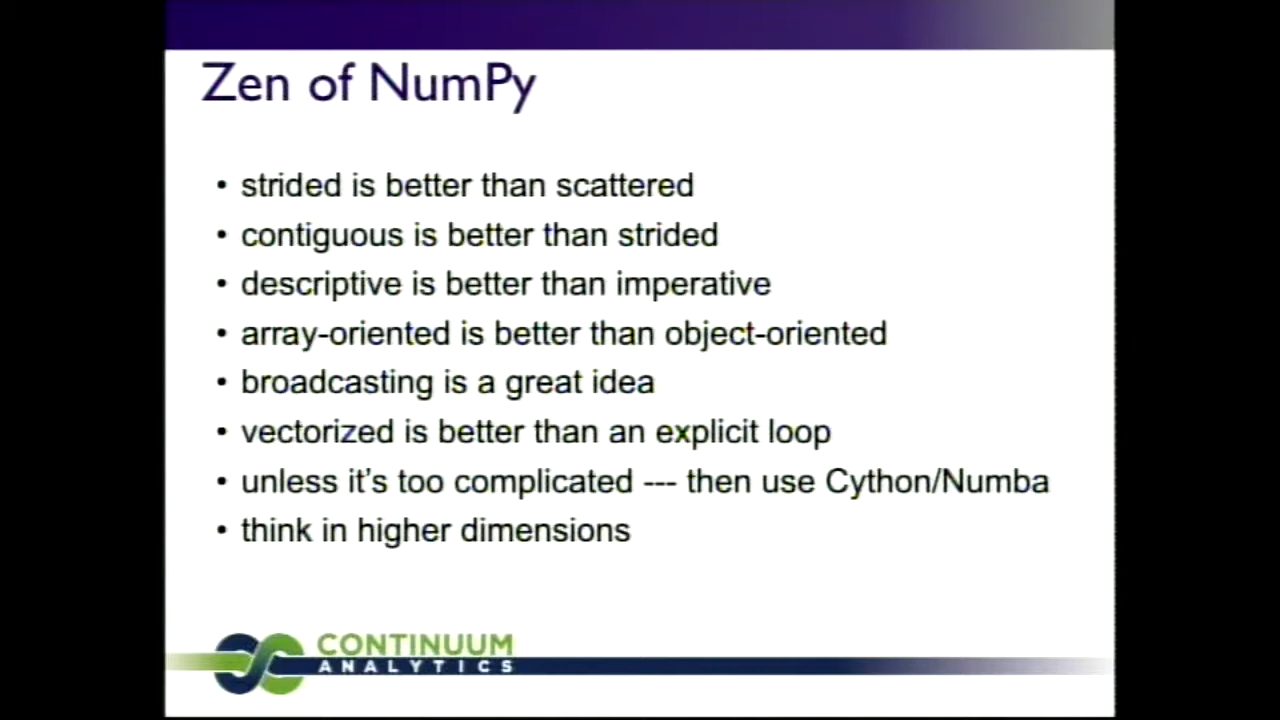 Zen of NumPy
• strided is better than scattered
• contiguous is better than strided
• descriptive is better than imperative
• array-oriented is better than object-oriented
• broadcasting is a great idea
• vectorized is better than an explicit loop
• unless it’s too complicated --- then use Cython/Numba
• think in higher dimensions
CONTINUUM
ANALYTICS